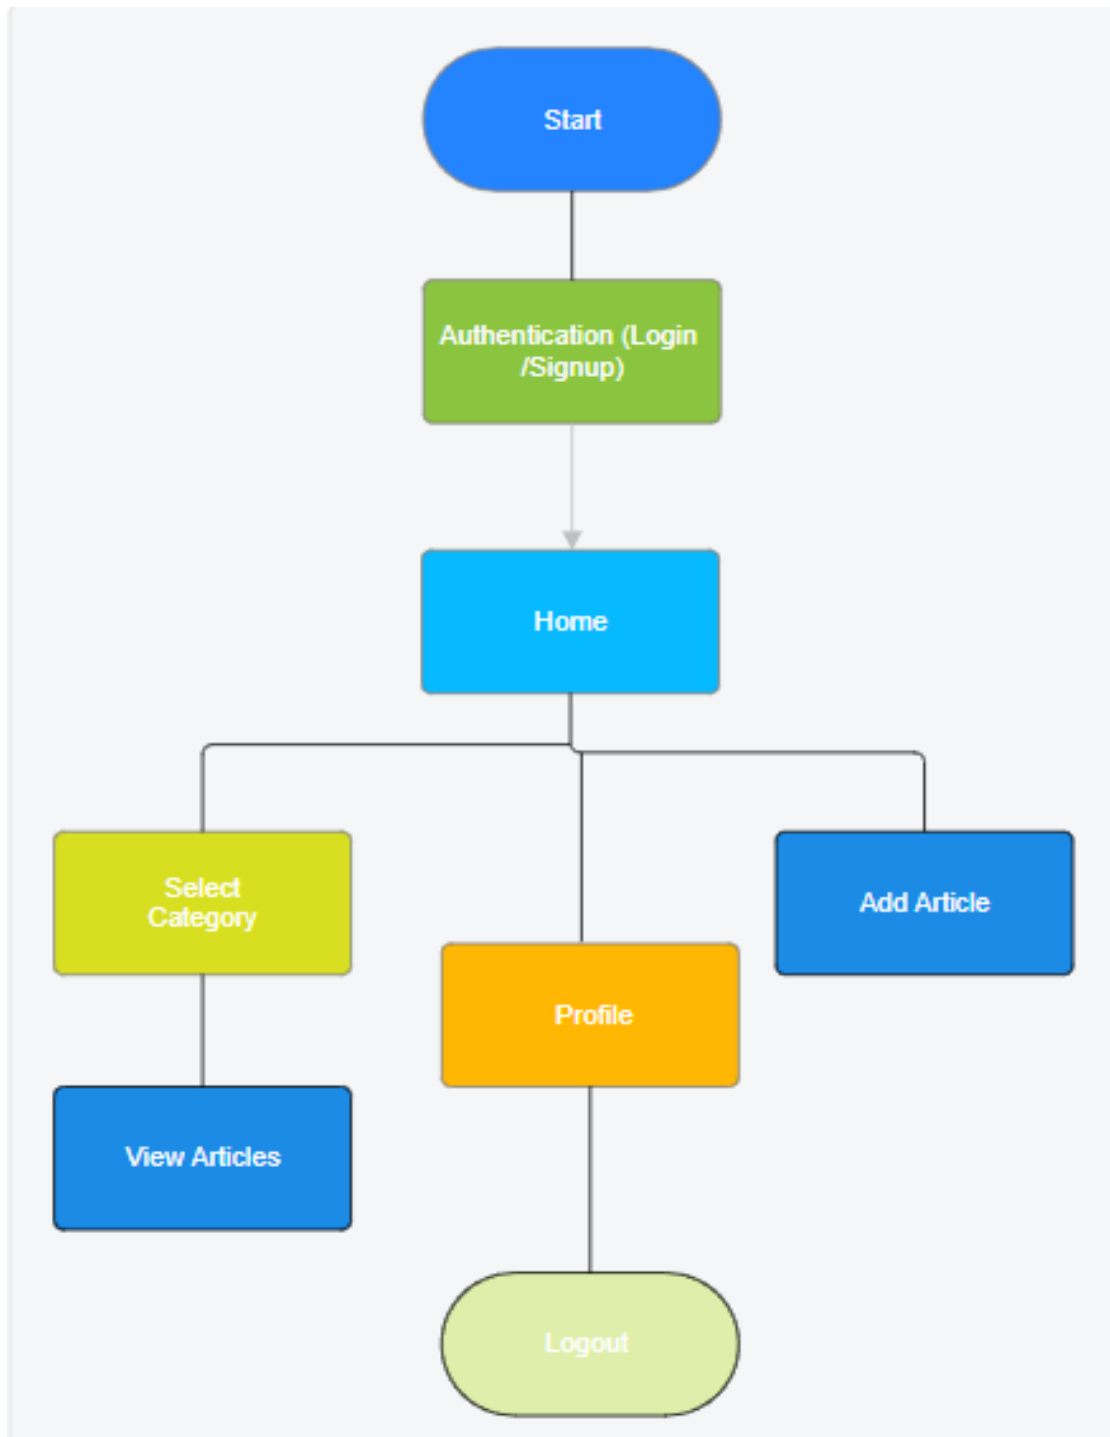 Start
Authentication (Login
/Signup)
Home
Select
Category
Add Article
Profile
View Articles
Logout